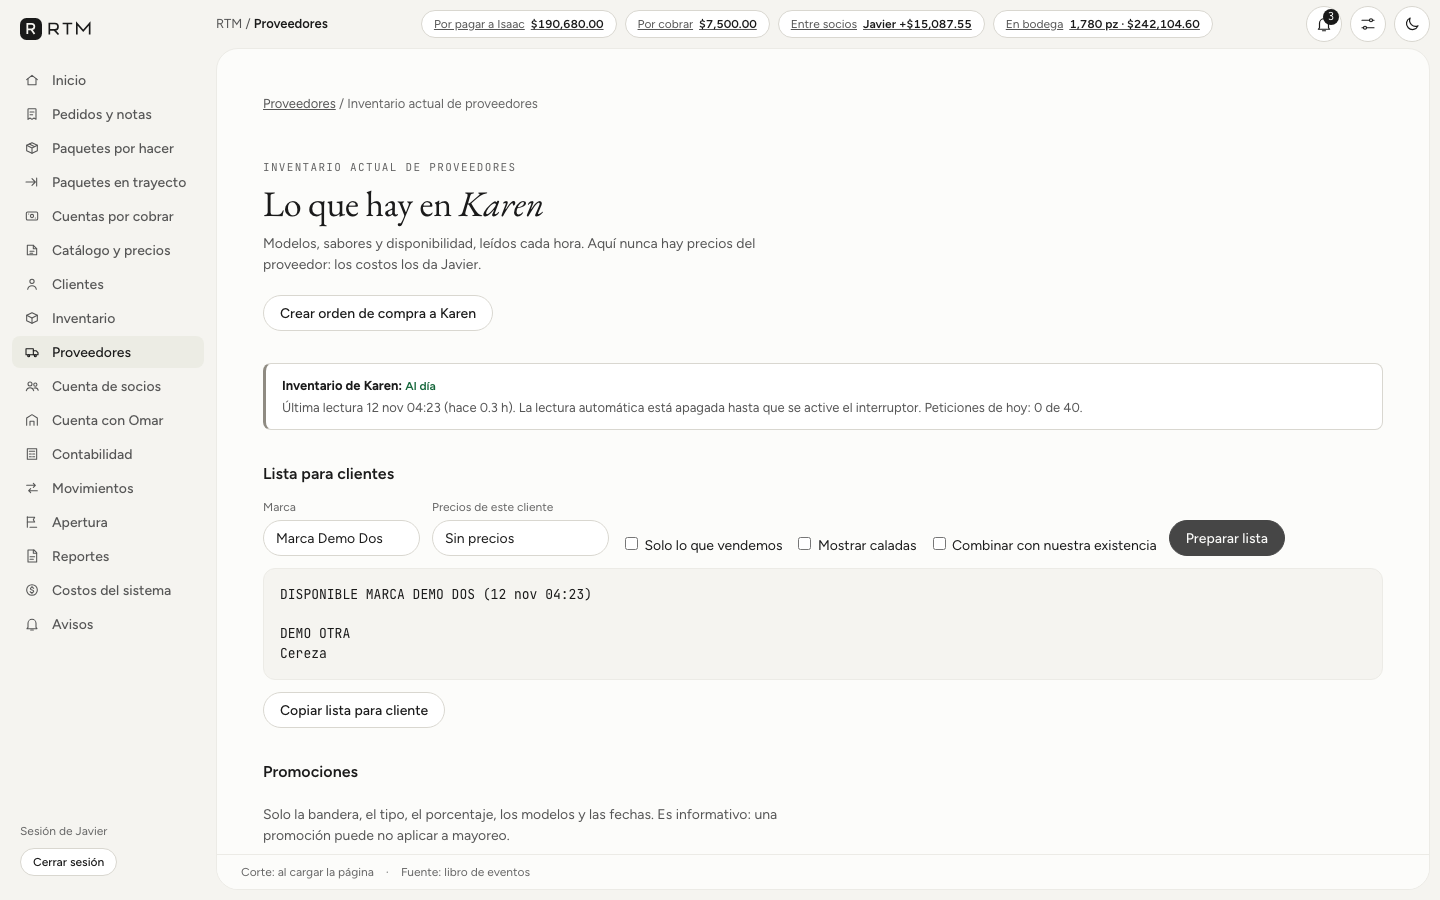 R RTM
RTM / Proveedores
Por pagar a Isaac $190,680.00
Por cobrar $7,500.00
Entre socios Javier +$15,087.55
En bodega 1,780 pz · $242,104.60
3
Inicio
Pedidos y notas
Paquetes por hacer
Paquetes en trayecto
Cuentas por cobrar
Catálogo y precios
Clientes
Inventario
Proveedores
Cuenta de socios
Cuenta con Omar
Contabilidad
Movimientos
Apertura
Reportes
Costos del sistema
Avisos
Sesión de Javier
Cerrar sesión
Proveedores / Inventario actual de proveedores
INVENTARIO ACTUAL DE PROVEEDORES
Lo que hay en Karen
Modelos, sabores y disponibilidad, leídos cada hora. Aquí nunca hay precios del
proveedor: los costos los da Javier.
Crear orden de compra a Karen
Inventario de Karen: Al día
Última lectura 12 nov 04:23 (hace 0.3 h). La lectura automática está apagada hasta que se active el interruptor. Peticiones de hoy: 0 de 40.
Lista para clientes
Marca
Precios de este cliente
Marca Demo Dos
Sin precios
Solo lo que vendemos
Mostrar caladas
Combinar con nuestra existencia
Preparar lista
DISPONIBLE MARCA DEMO DOS (12 nov 04:23)
DEMO OTRA
Cereza
Copiar lista para cliente
Promociones
Solo la bandera, el tipo, el porcentaje, los modelos y las fechas. Es informativo: una
promoción puede no aplicar a mayoreo.
Corte: al cargar la página · Fuente: libro de eventos